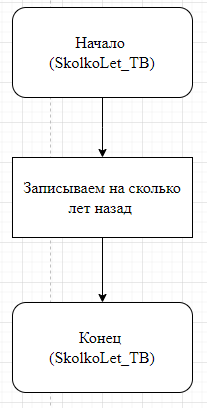 Начало
(SkolkoLet_TB)
Записываем на сколько
лет назад
Конец
(SkolkoLet_TB)